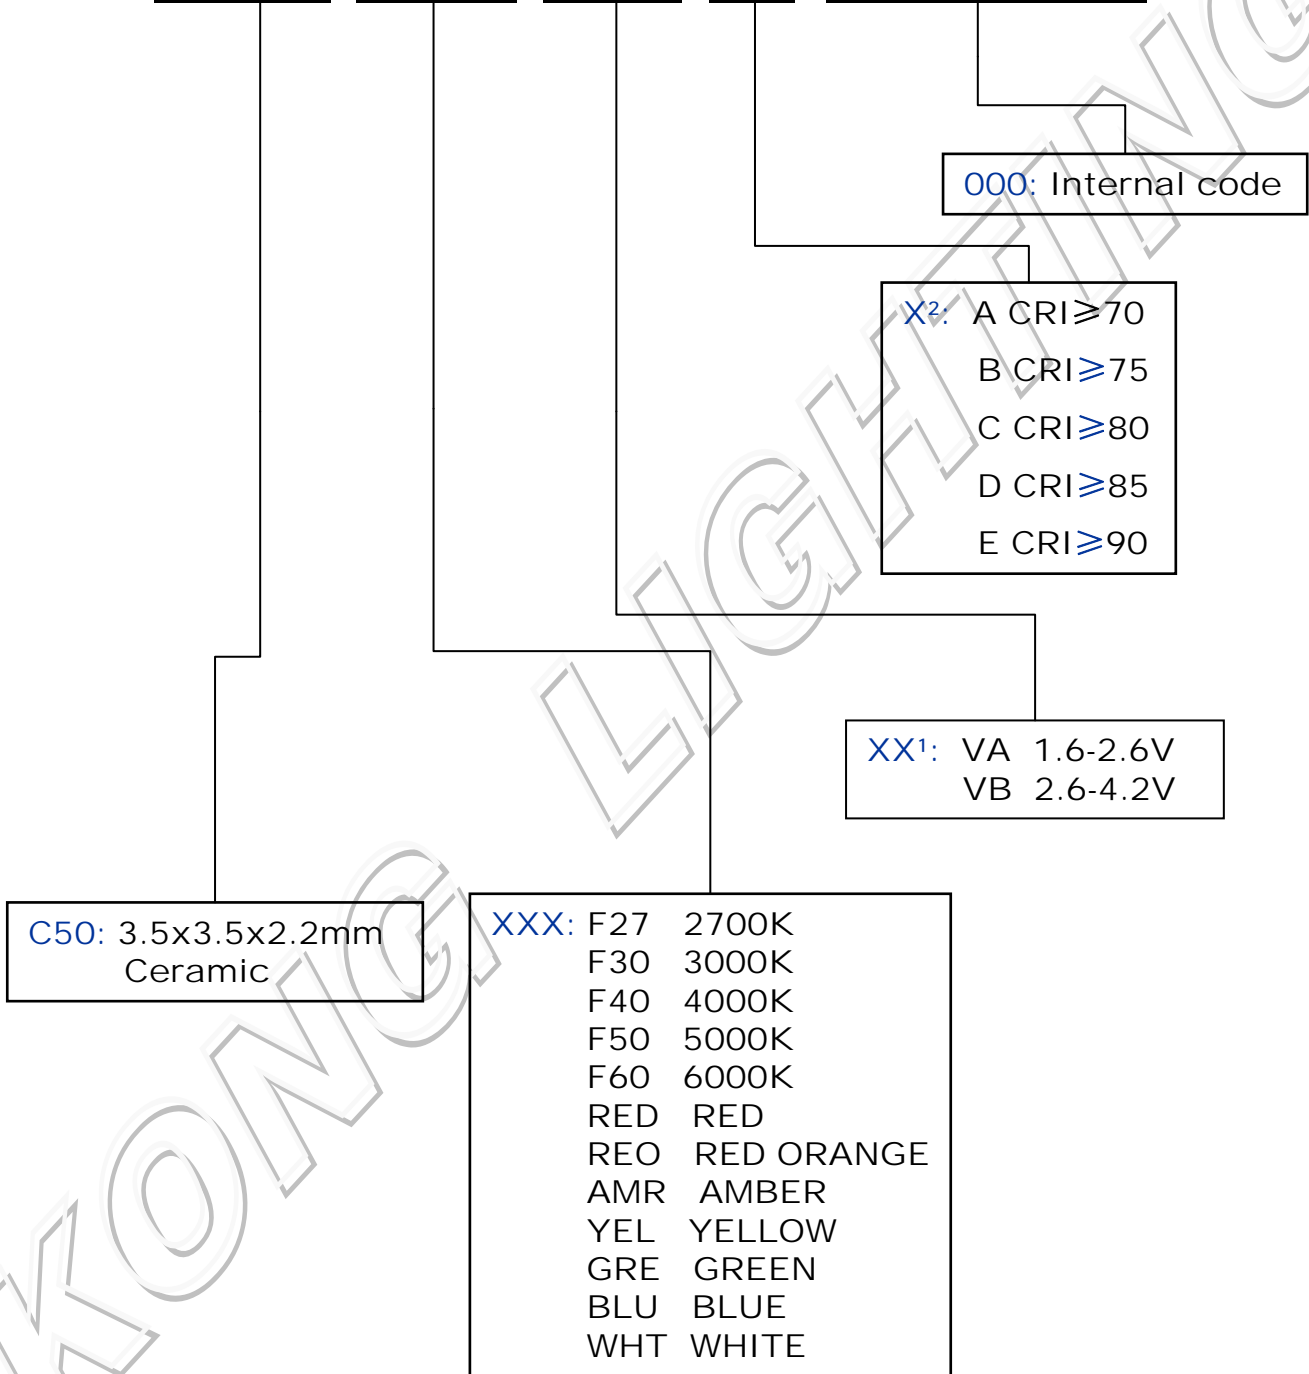 000: Internal code
X²: A CRI≥70
B CRI≥75
C CRI≥80
D CRI≥85
E CRI≥90
XX¹: VA 1.6-2.6V
VB 2.6-4.2V
C50: 3.5x3.5x2.2mm
Ceramic
XXX: F27 2700K
F30 3000K
F40 4000K
F50 5000K
F60 6000K
RED RED
REO RED ORANGE
AMR AMBER
YEL YELLOW
GRE GREEN
BLU BLUE
WHT WHITE
KONG LIGHTING